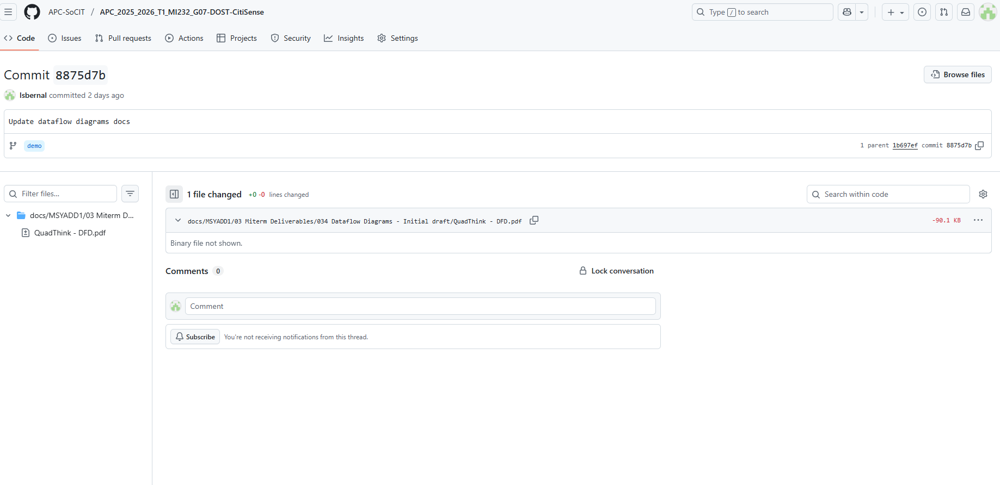 APC-SoCIT / APC_2025_2026_T1_MI232_G07-DOST-CitiSense
Type / to search
Code
Issues
Pull requests
Actions
Projects
Security
Insights
Settings
Commit 8875d7b
Browse files
lsbernal committed 2 days ago
Update dataflow diagrams docs
demo
1 parent 1b697ef commit 8875d7b
Filter files...
1 file changed +0 -0 lines changed
Search within code
docs/MSYADD1/03 Miterm D...
QuadThink - DFD.pdf
docs/MSYADD1/03 Miterm Deliverables/034 Dataflow Diagrams - Initial draft/QuadThink - DFD.pdf
-90.1 KB
Binary file not shown.
Comments 0
Lock conversation
Comment
Subscribe You're not receiving notifications from this thread.